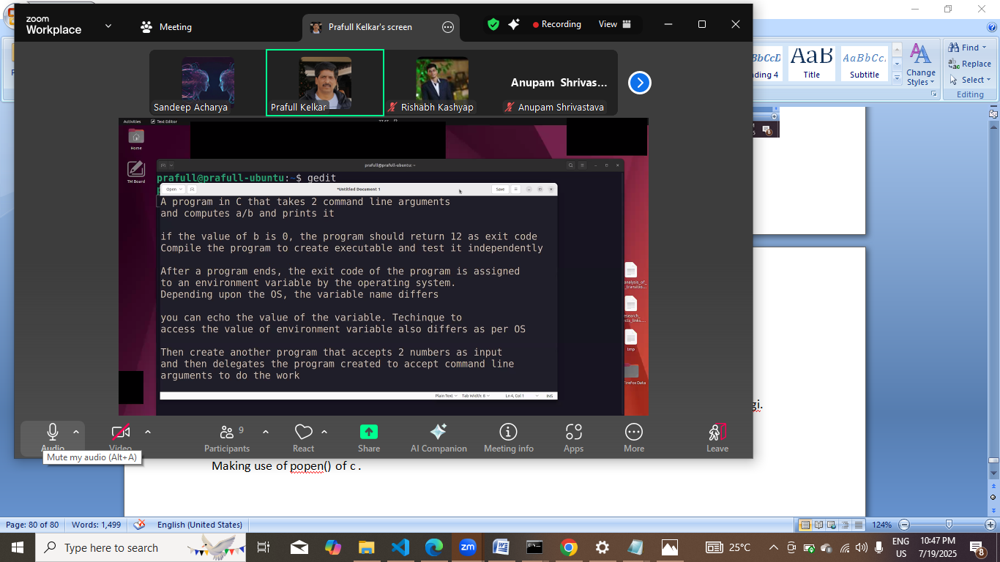 zoom
Workplace
Meeting
Prafull Kelkar's screen
Recording
View
Sandeep Acharya
Prafull Kelkar
Rishabh Kashyap
Anupam Shrivas...
Anupam Shrivastava
Activities
Text Editor
Home
TM Board
prafull@prafull-ubuntu: ~
prafull@prafull-ubuntu:~$ gedit
Open
*Untitled Document 1
Save
A program in C that takes 2 command line arguments
and computes a/b and prints it
if the value of b is 0, the program should return 12 as exit code
Compile the program to create executable and test it independently
After a program ends, the exit code of the program is assigned
to an environment variable by the operating system.
Depending upon the OS, the variable name differs
you can echo the value of the variable. Techinque to
access the value of environment variable also differs as per OS
Then create another program that accepts 2 numbers as input
and then delegates the program created to accept command line
arguments to do the work
Plain Text
Tab Width: 8
Ln 4, Col 1
INS
tmp
Audio
Video
Participants
9
React
Share
AI Companion
Meeting info
Apps
More
Leave
Mute my audio (Alt+A)
AaB
AaBbCc.
ding 4
Title
Subtitle
Change
Styles
Find
Replace
Select
Editing
gi.
Making use of popen() of c .
Page: 80 of 80
Words: 1,499
English (United States)
124%
Type here to search
25°C
ENG
US
10:47 PM
7/19/2025
8